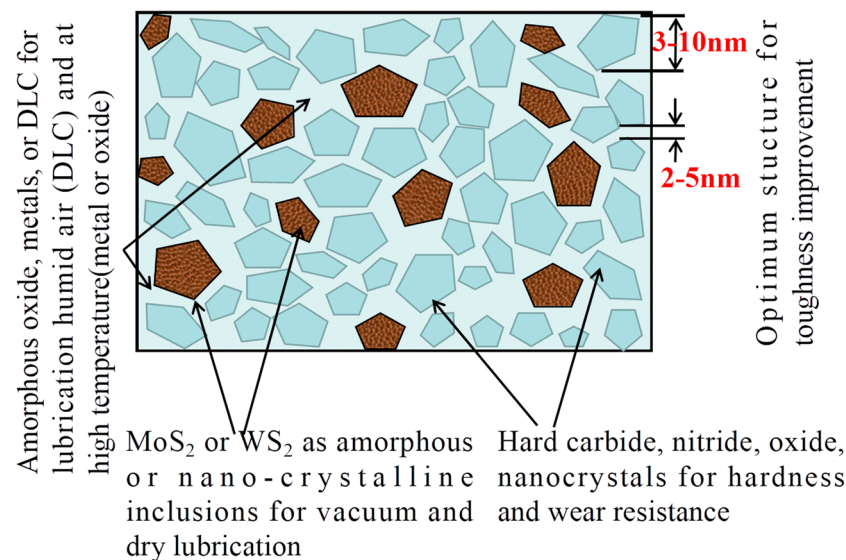 Amorphous oxide, metals, or DLC for
lubrication humid air (DLC) and at
high temperature(metal or oxide)
3-10nm
2-5nm
Optimum stucture for
toughness improvement
MoS₂ or WS₂ as amorphous
or nano-crystalline
inclusions for vacuum and
dry lubrication
Hard carbide, nitride, oxide,
nanocrystals for hardness
and wear resistance